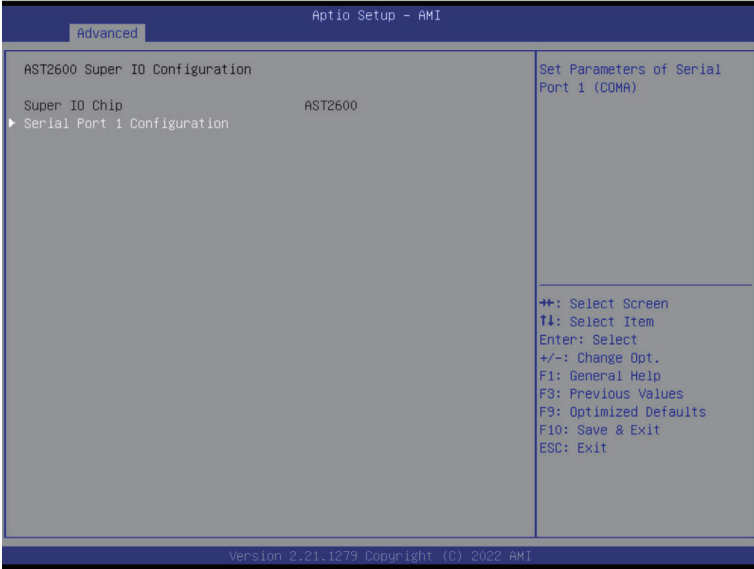 Aptio Setup – AMI
Advanced
AST2600 Super IO Configuration
Super IO Chip AST2600
▶ Serial Port 1 Configuration
Set Parameters of Serial
Port 1 (COMA)
→←: Select Screen
↑↓: Select Item
Enter: Select
+/-: Change Opt.
F1: General Help
F3: Previous Values
F9: Optimized Defaults
F10: Save & Exit
ESC: Exit
Version 2.21.1279 Copyright (C) 2022 AMI